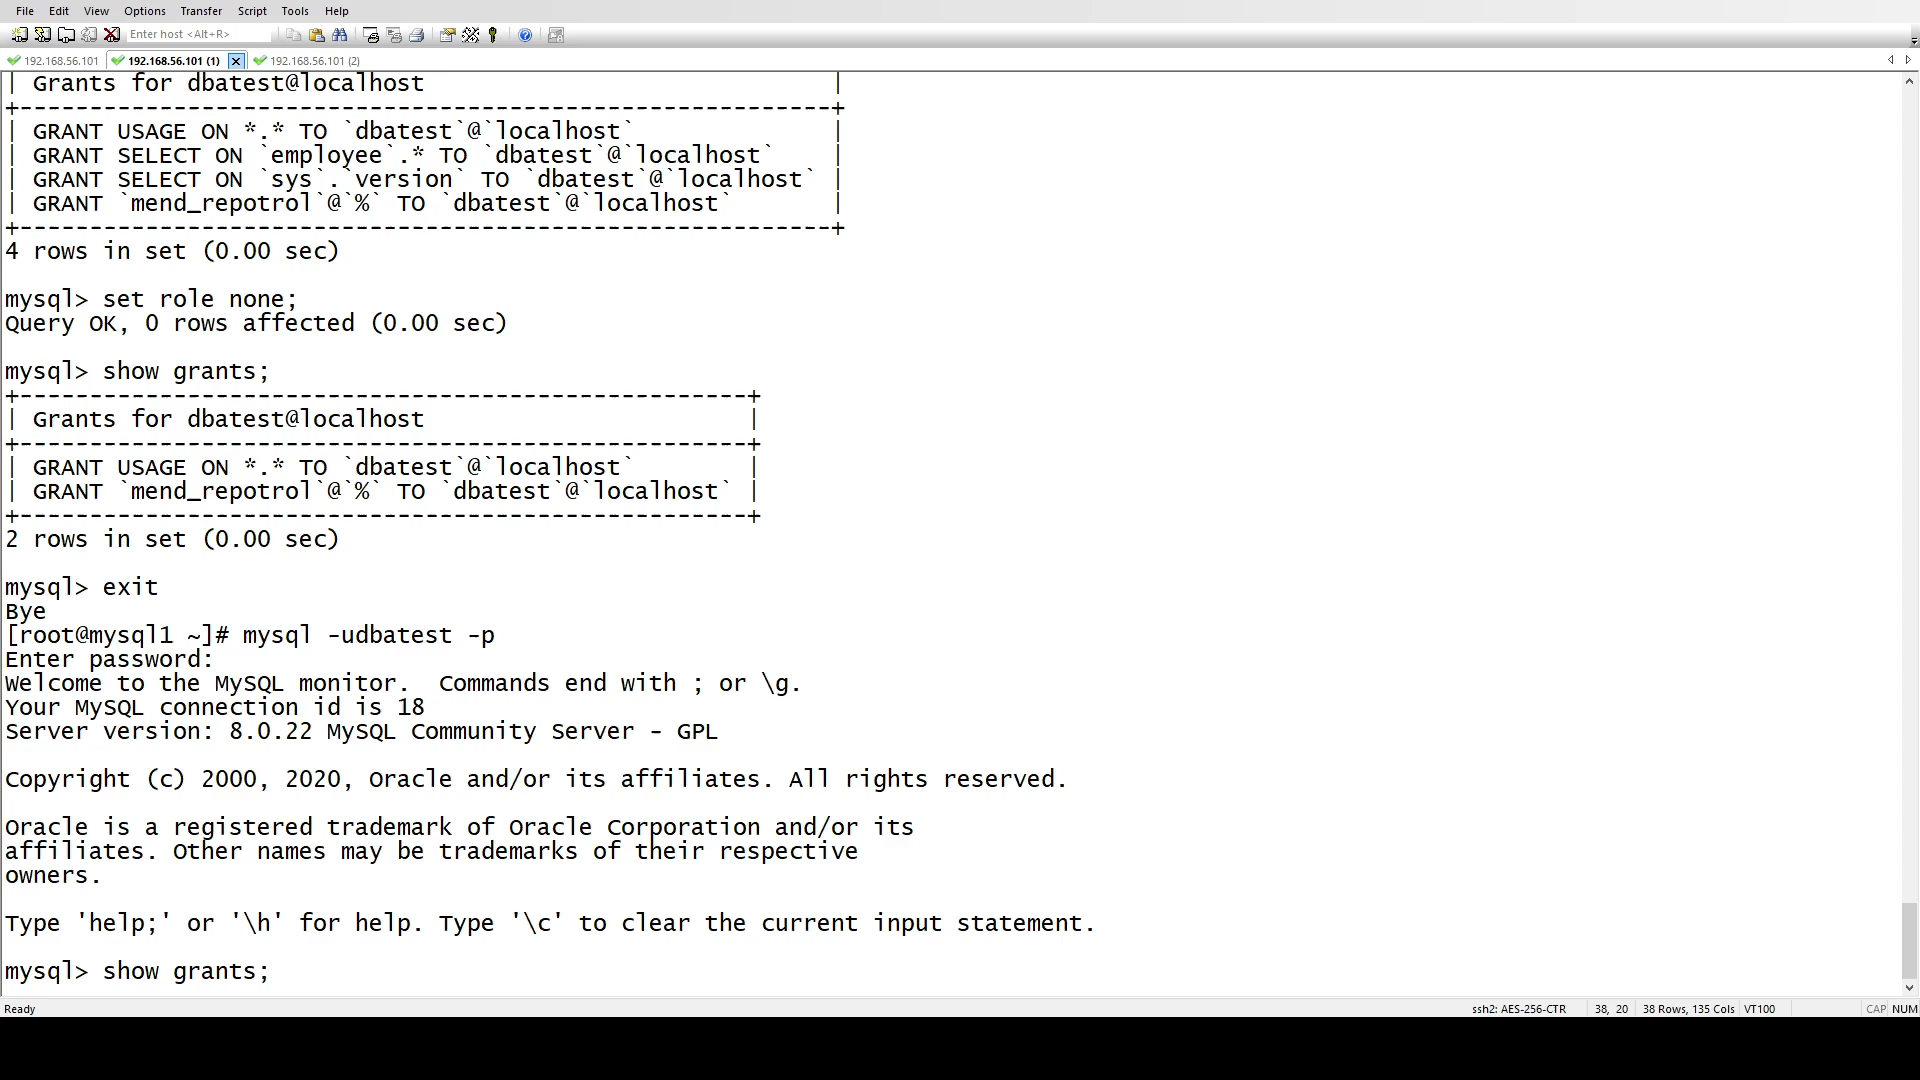 File Edit View Options Transfer Script Tools Help
Enter host <Alt+R>
192.168.56.101 192.168.56.101 (1) 192.168.56.101 (2)
| Grants for dbatest@localhost |
+----------------------------------------------------------+
| GRANT USAGE ON *.* TO `dbatest`@`localhost` |
| GRANT SELECT ON `employee`.* TO `dbatest`@`localhost` |
| GRANT SELECT ON `sys`.`version` TO `dbatest`@`localhost` |
| GRANT `mend_repotrol`@`%` TO `dbatest`@`localhost` |
+----------------------------------------------------------+
4 rows in set (0.00 sec)
mysql> set role none;
Query OK, 0 rows affected (0.00 sec)
mysql> show grants;
+----------------------------------------------------+
| Grants for dbatest@localhost |
+----------------------------------------------------+
| GRANT USAGE ON *.* TO `dbatest`@`localhost` |
| GRANT `mend_repotrol`@`%` TO `dbatest`@`localhost` |
+----------------------------------------------------+
2 rows in set (0.00 sec)
mysql> exit
Bye
[root@mysql1 ~]# mysql -udbatest -p
Enter password:
Welcome to the MySQL monitor.  Commands end with ; or \g.
Your MySQL connection id is 18
Server version: 8.0.22 MySQL Community Server - GPL
Copyright (c) 2000, 2020, Oracle and/or its affiliates. All rights reserved.
Oracle is a registered trademark of Oracle Corporation and/or its
affiliates. Other names may be trademarks of their respective
owners.
Type 'help;' or '\h' for help. Type '\c' to clear the current input statement.
mysql> show grants;
Ready ssh2: AES-256-CTR 38, 20 38 Rows, 135 Cols VT100 CAP NUM